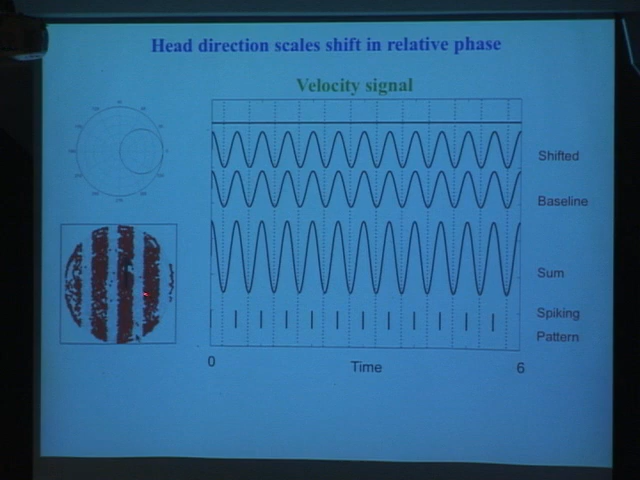 Head direction scales shift in relative phase
Velocity signal
Shifted
Baseline
Sum
Spiking
Pattern
0
Time
6